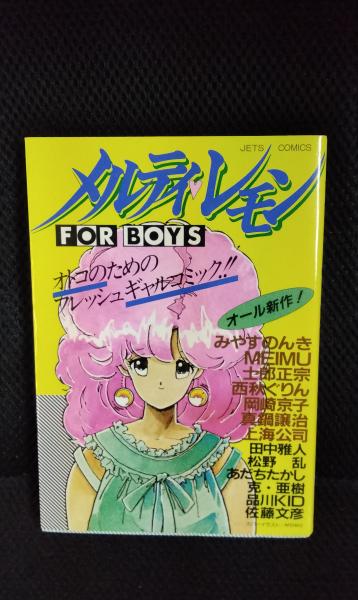 JETS COMICS
メルティ♥レモン
FOR BOYS
オトコのための
フレッシュギャルコミック!!
オール新作!
みやすのんき
MEIMU
士郎正宗
西秋ぐりん
岡崎京子
真鍋譲治
上海公司
田中雅人
松野 乱
あだちたかし
克・亜樹
品川KID
佐藤文彦